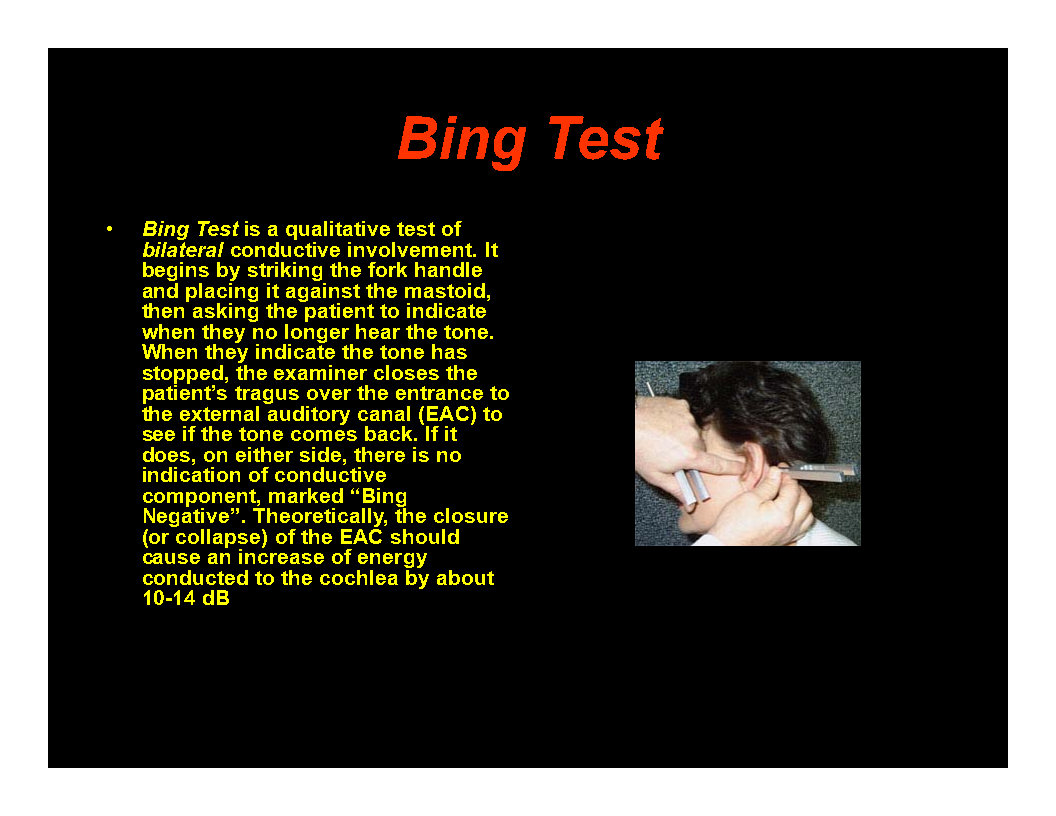 Bing Test
• Bing Test is a qualitative test of
bilateral conductive involvement. It
begins by striking the fork handle
and placing it against the mastoid,
then asking the patient to indicate
when they no longer hear the tone.
When they indicate the tone has
stopped, the examiner closes the
patient’s tragus over the entrance to
the external auditory canal (EAC) to
see if the tone comes back. If it
does, on either side, there is no
indication of conductive
component, marked “Bing
Negative”. Theoretically, the closure
(or collapse) of the EAC should
cause an increase of energy
conducted to the cochlea by about
10-14 dB